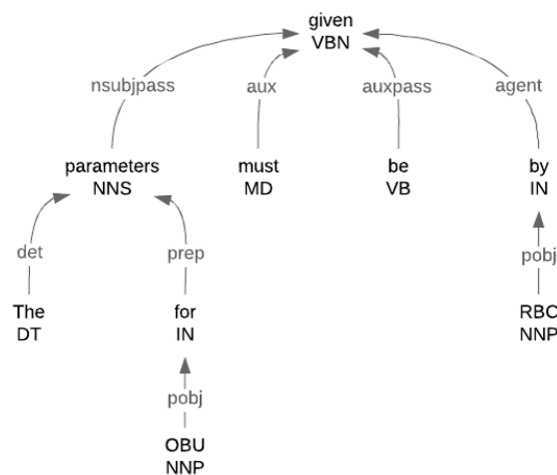 given
VBN
nsubjpass aux auxpass agent
parameters must be by
NNS MD VB IN
det prep pobj
The for RBC
DT IN NNP
pobj
OBU
NNP